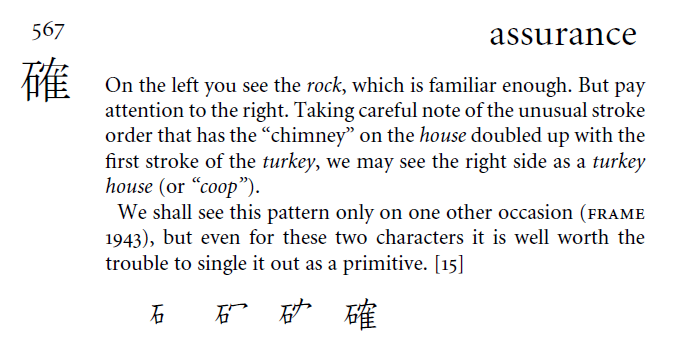 567
assurance
確
On the left you see the rock, which is familiar enough. But pay
attention to the right. Taking careful note of the unusual stroke
order that has the “chimney” on the house doubled up with the
first stroke of the turkey, we may see the right side as a turkey
house (or “coop”).
We shall see this pattern only on one other occasion (FRAME
1943), but even for these two characters it is well worth the
trouble to single it out as a primitive. [15]
石 確